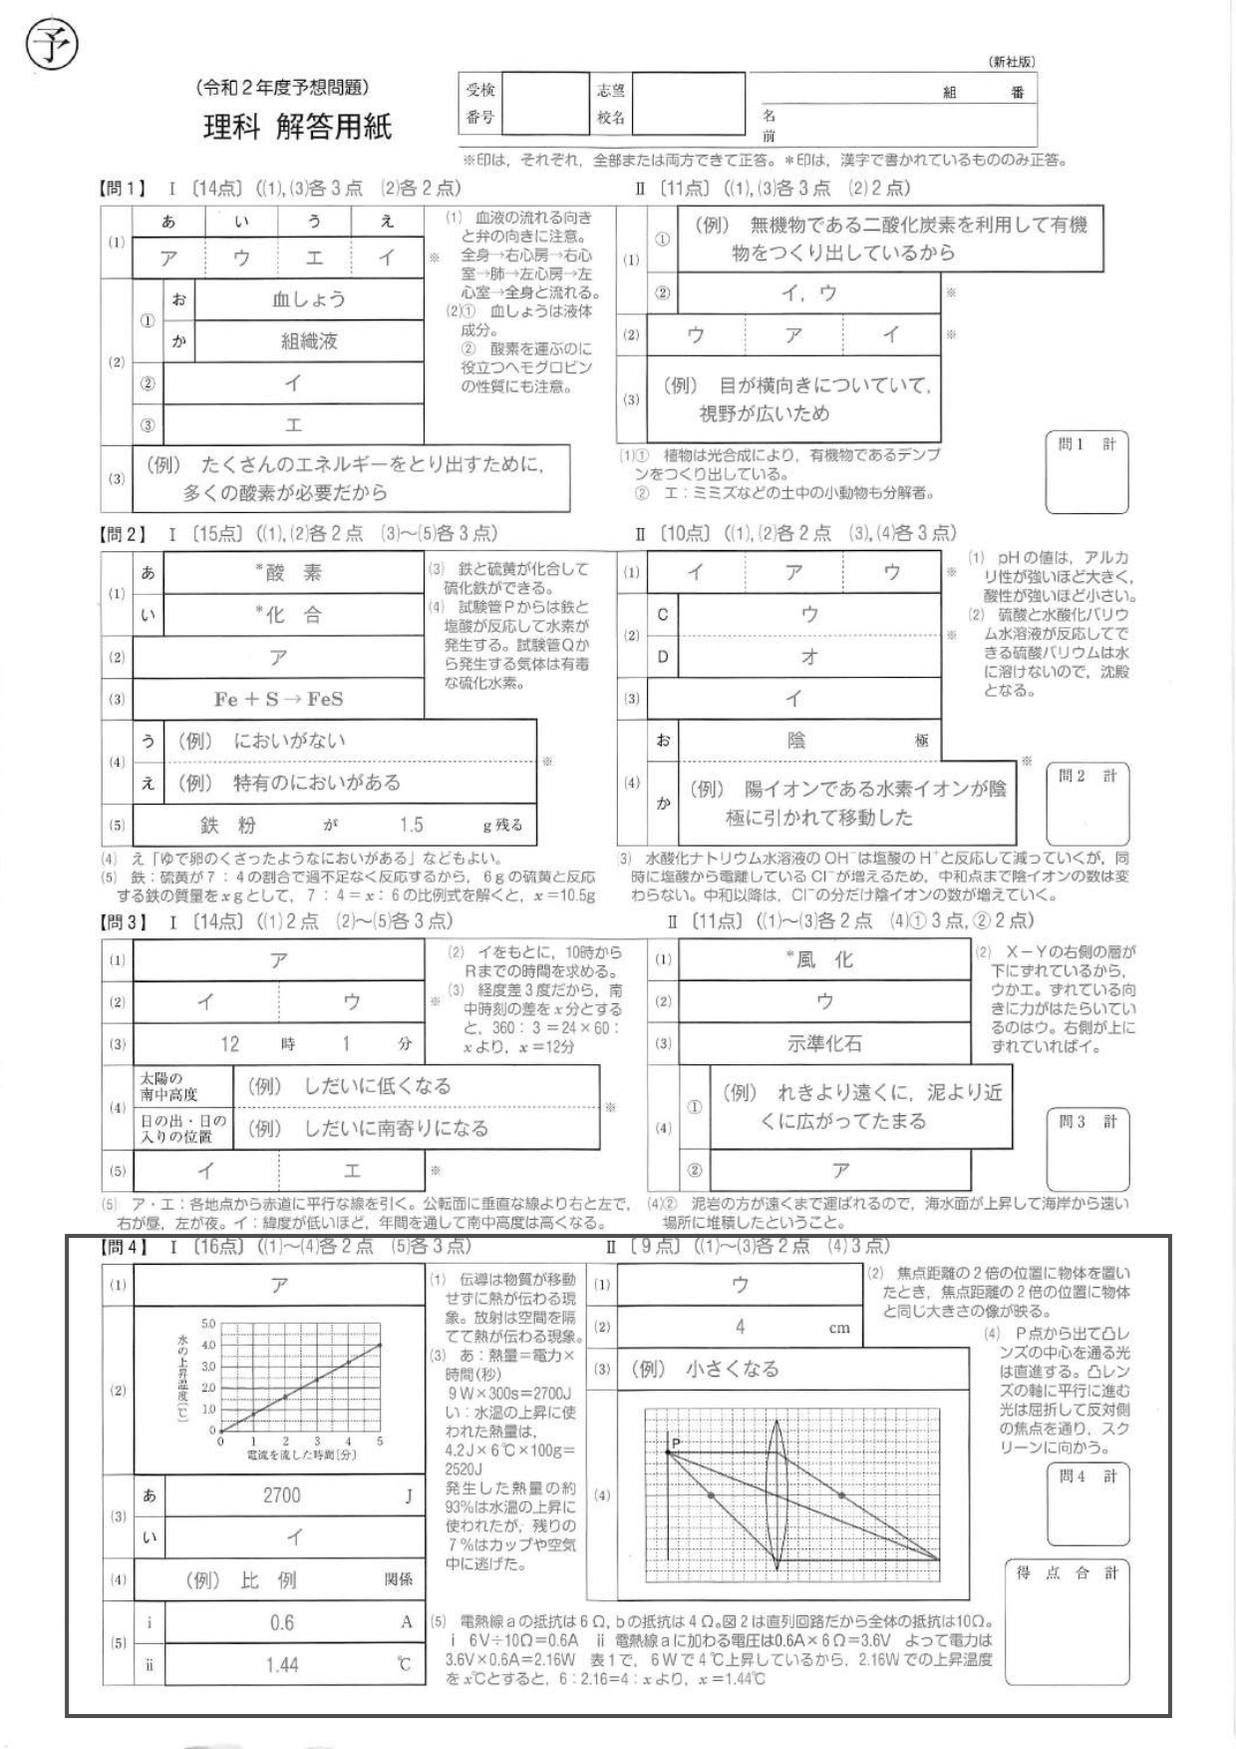 予
(新社版)
(令和2年度予想問題)
理科 解答用紙
受検番号
志望校名
組 番
名前
※印は,それぞれ,全部または両方できて正答。*印は,漢字で書かれているもののみ正答。
【問1】 Ⅰ 〔14点〕((1),(3)各3点 (2)各2点)
(1) あ い う え
ア ウ エ イ ※
(2) ① お 血しょう
か 組織液
② イ
③ エ
(3) (例) たくさんのエネルギーをとり出すために,
多くの酸素が必要だから
(1) 血液の流れる向き
と弁の向きに注意。
全身→右心房→右心
室→肺→左心房→左
心室→全身と流れる。
(2)① 血しょうは液体
成分。
② 酸素を運ぶのに
役立つヘモグロビン
の性質にも注意。
Ⅱ 〔11点〕((1),(3)各3点 (2)2点)
(1) ① (例) 無機物である二酸化炭素を利用して有機
物をつくり出しているから
② イ,ウ ※
(2) ウ ア イ ※
(3) (例) 目が横向きについていて,
視野が広いため
(1)① 植物は光合成により,有機物であるデンプ
ンをつくり出している。
② エ:ミミズなどの土中の小動物も分解者。
問1 計
【問2】 Ⅰ 〔15点〕((1),(2)各2点 (3)~(5)各3点)
(1) あ *酸 素
い *化 合
(2) ア
(3) Fe + S → FeS
(4) う (例) においがない
え (例) 特有のにおいがある ※
(5) 鉄 粉 が 1.5 g残る
(3) 鉄と硫黄が化合して
硫化鉄ができる。
(4) 試験管Pからは鉄と
塩酸が反応して水素が
発生する。試験管Qか
ら発生する気体は有毒
な硫化水素。
(4) え「ゆで卵のくさったようなにおいがある」などもよい。
(5) 鉄:硫黄が7:4の割合で過不足なく反応するから,6gの硫黄と反応
する鉄の質量をxgとして,7:4=x:6の比例式を解くと,x=10.5g
Ⅱ 〔10点〕((1),(2)各2点 (3),(4)各3点)
(1) イ ア ウ ※
(2) C ウ
D オ ※
(3) イ
(4) お 陰 極
か (例) 陽イオンである水素イオンが陰
極に引かれて移動した ※
(1) pHの値は,アルカ
リ性が強いほど大きく,
酸性が強いほど小さい。
(2) 硫酸と水酸化バリウ
ム水溶液が反応してで
きる硫酸バリウムは水
に溶けないので,沈殿
となる。
問2 計
3) 水酸化ナトリウム水溶液のOH⁻は塩酸のH⁺と反応して減っていくが,同
時に塩酸から電離しているCl⁻が増えるため,中和点まで陰イオンの数は変
わらない。中和以降は,Cl⁻の分だけ陰イオンの数が増えていく。
【問3】 Ⅰ 〔14点〕((1)2点 (2)~(5)各3点)
(1) ア
(2) イ ウ ※
(3) 12 時 1 分
(4) 太陽の南中高度 (例) しだいに低くなる
日の出・日の入りの位置 (例) しだいに南寄りになる ※
(5) イ エ ※
(2) イをもとに,10時から
Rまでの時間を求める。
(3) 経度差3度だから,南
中時刻の差をx分とする
と,360:3=24×60:
xより,x=12分
(5) ア・エ:各地点から赤道に平行な線を引く。公転面に垂直な線より右と左で,
右が昼,左が夜。イ:緯度が低いほど,年間を通して南中高度は高くなる。
Ⅱ 〔11点〕((1)~(3)各2点 (4)①3点,②2点)
(1) *風 化
(2) ウ
(3) 示準化石
(4) ① (例) れきより遠くに,泥より近
くに広がってたまる
② ア
(2) X-Yの右側の層が
下にずれているから,
ウかエ。ずれている向
きに力がはたらいてい
るのはウ。右側が上に
ずれていればイ。
問3 計
(4)② 泥岩の方が遠くまで運ばれるので,海水面が上昇して海岸から遠い
場所に堆積したということ。
【問4】 Ⅰ 〔16点〕((1)~(4)各2点 (5)各3点)
(1) ア
(2) 水の上昇温度〔℃〕
5.0
4.0
3.0
2.0
1.0
0
0 1 2 3 4 5
電流を流した時間〔分〕
(3) あ 2700 J
い イ
(4) (例) 比 例 関係
(5) i 0.6 A
ii 1.44 ℃
(1) 伝導は物質が移動
せずに熱が伝わる現
象。放射は空間を隔
てて熱が伝わる現象。
(3) あ:熱量=電力×
時間(秒)
9W×300s=2700J
い:水温の上昇に使
われた熱量は,
4.2J×6℃×100g=
2520J
発生した熱量の約
93%は水温の上昇に
使われたが,残りの
7%はカップや空気
中に逃げた。
Ⅱ 〔9点〕((1)~(3)各2点 (4)3点)
(1) ウ
(2) 4 cm
(3) (例) 小さくなる
(4) P
(2) 焦点距離の2倍の位置に物体を置い
たとき,焦点距離の2倍の位置に物体
と同じ大きさの像が映る。
(4) P点から出て凸レ
ンズの中心を通る光
は直進する。凸レン
ズの軸に平行に進む
光は屈折して反対側
の焦点を通り,スク
リーンに向かう。
問4 計
得点合計
(5) 電熱線aの抵抗は6Ω,bの抵抗は4Ω。図2は直列回路だから全体の抵抗は10Ω。
i 6V÷10Ω=0.6A ii 電熱線aに加わる電圧は0.6A×6Ω=3.6V よって電力は
3.6V×0.6A=2.16W 表1で,6Wで4℃上昇しているから,2.16Wでの上昇温度
をx℃とすると,6:2.16=4:xより,x=1.44℃